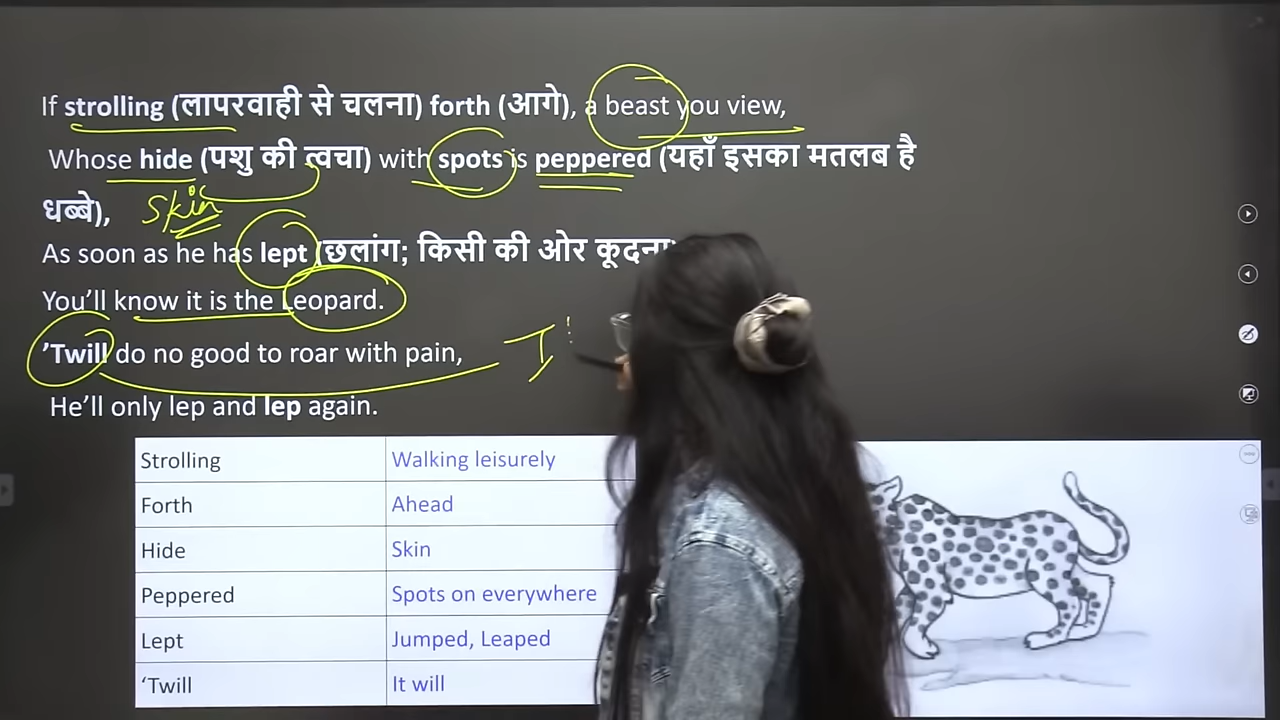 If strolling (लापरवाही से चलना) forth (आगे), a beast you view,
Whose hide (पशु की त्वचा) with spots is peppered (यहाँ इसका मतलब है
धब्बे), skin
As soon as he has lept (छलांग; किसी की ओर कूदना)
You'll know it is the Leopard.
'Twill do no good to roar with pain, I
He'll only lep and lep again.
Strolling Walking leisurely
Forth Ahead
Hide Skin
Peppered Spots on everywhere
Lept Jumped, Leaped
'Twill It will